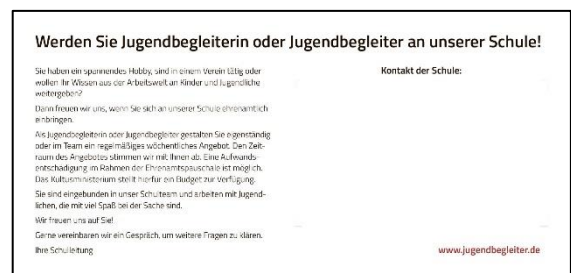 Werden Sie Jugendbegleiterin oder Jugendbegleiter an unserer Schule!
Sie haben ein spannendes Hobby, sind in einem Verein tätig oder
wollen Ihr Wissen aus der Arbeitswelt an Kinder und Jugendliche
weitergeben?
Dann freuen wir uns, wenn Sie sich an unserer Schule ehrenamtlich
einbringen.
Als Jugendbegleiterin oder Jugendbegleiter gestalten Sie eigenständig
oder im Team ein regelmäßiges wöchentliches Angebot. Den Zeit-
raum des Angebotes stimmen wir mit Ihnen ab. Eine Aufwands-
entschädigung im Rahmen der Ehrenamtspauschale ist möglich.
Das Kultusministerium stellt hierfür ein Budget zur Verfügung.
Sie sind eingebunden in unser Schulteam und arbeiten mit Jugend-
lichen, die mit viel Spaß bei der Sache sind.
Wir freuen uns auf Sie!
Gerne vereinbaren wir ein Gespräch, um weitere Fragen zu klären.
Ihre Schulleitung
Kontakt der Schule:
www.jugendbegleiter.de